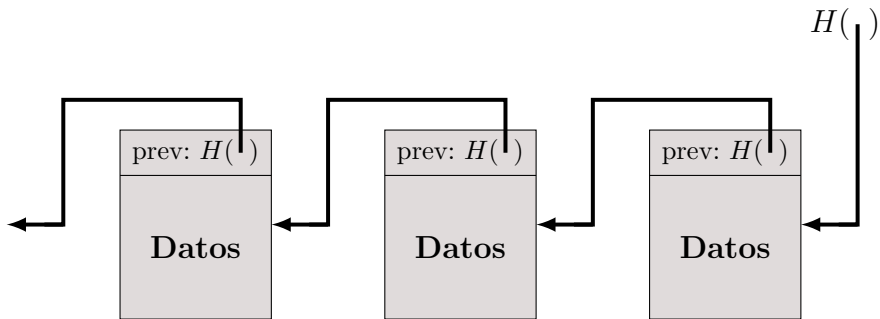 H( )
prev: H( )
prev: H( )
prev: H( )
Datos
Datos
Datos